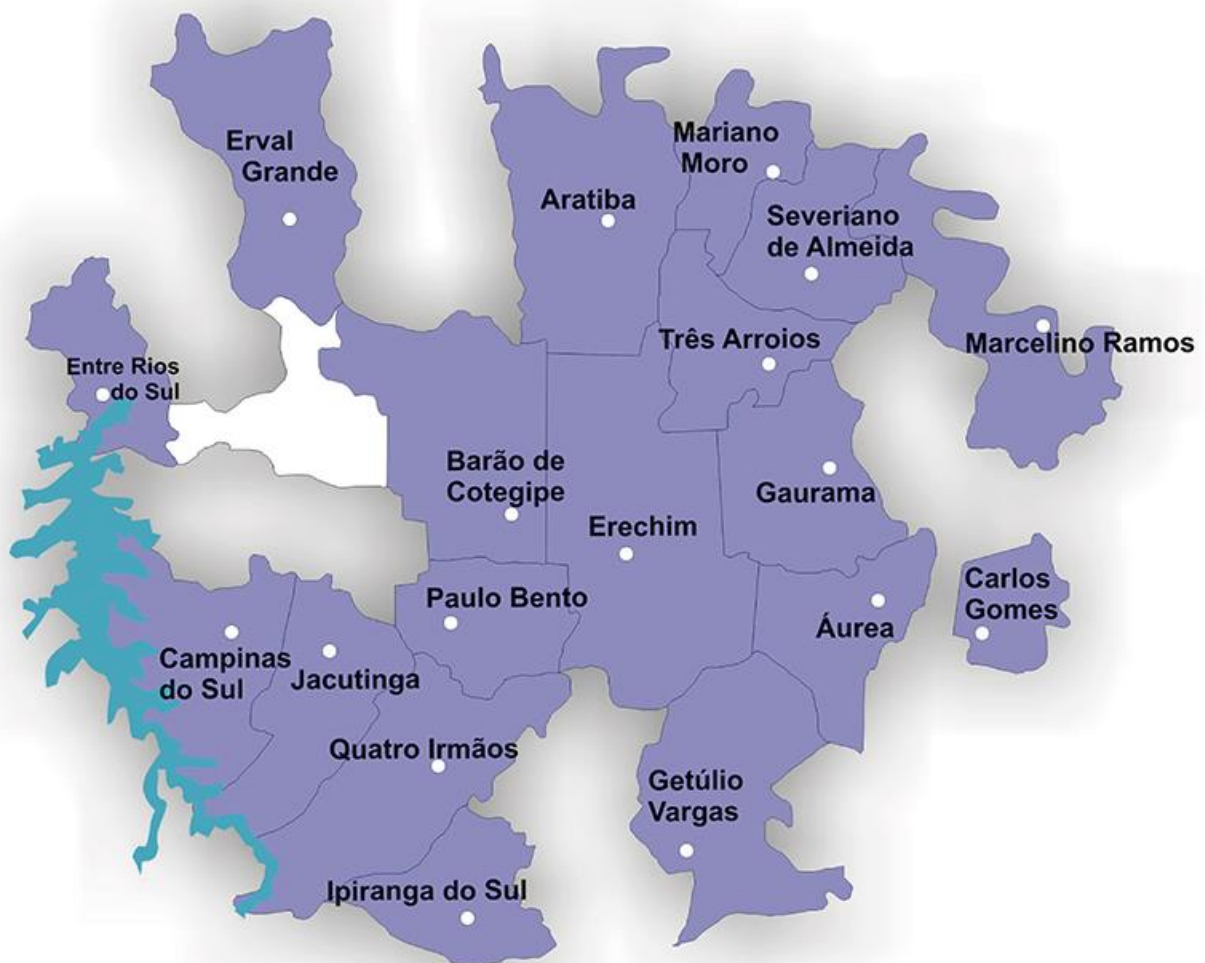 Erval
Grande
Mariano
Moro
Aratiba
Severiano
de Almeida
Três Arroios
Marcelino Ramos
Entre Rios
do Sul
Barão de
Cotegipe
Gaurama
Erechim
Carlos
Gomes
Paulo Bento
Áurea
Campinas
do Sul
Jacutinga
Quatro Irmãos
Getúlio
Vargas
Ipiranga do Sul